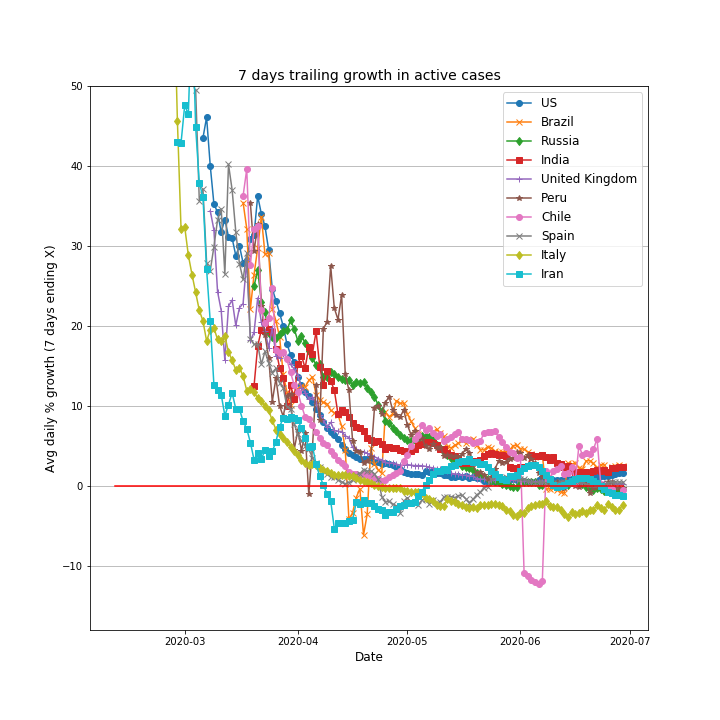 7 days trailing growth in active cases
Avg daily % growth (7 days ending X)
50
40
30
20
10
0
−10
US
Brazil
Russia
India
United Kingdom
Peru
Chile
Spain
Italy
Iran
2020-03 2020-04 2020-05 2020-06 2020-07
Date